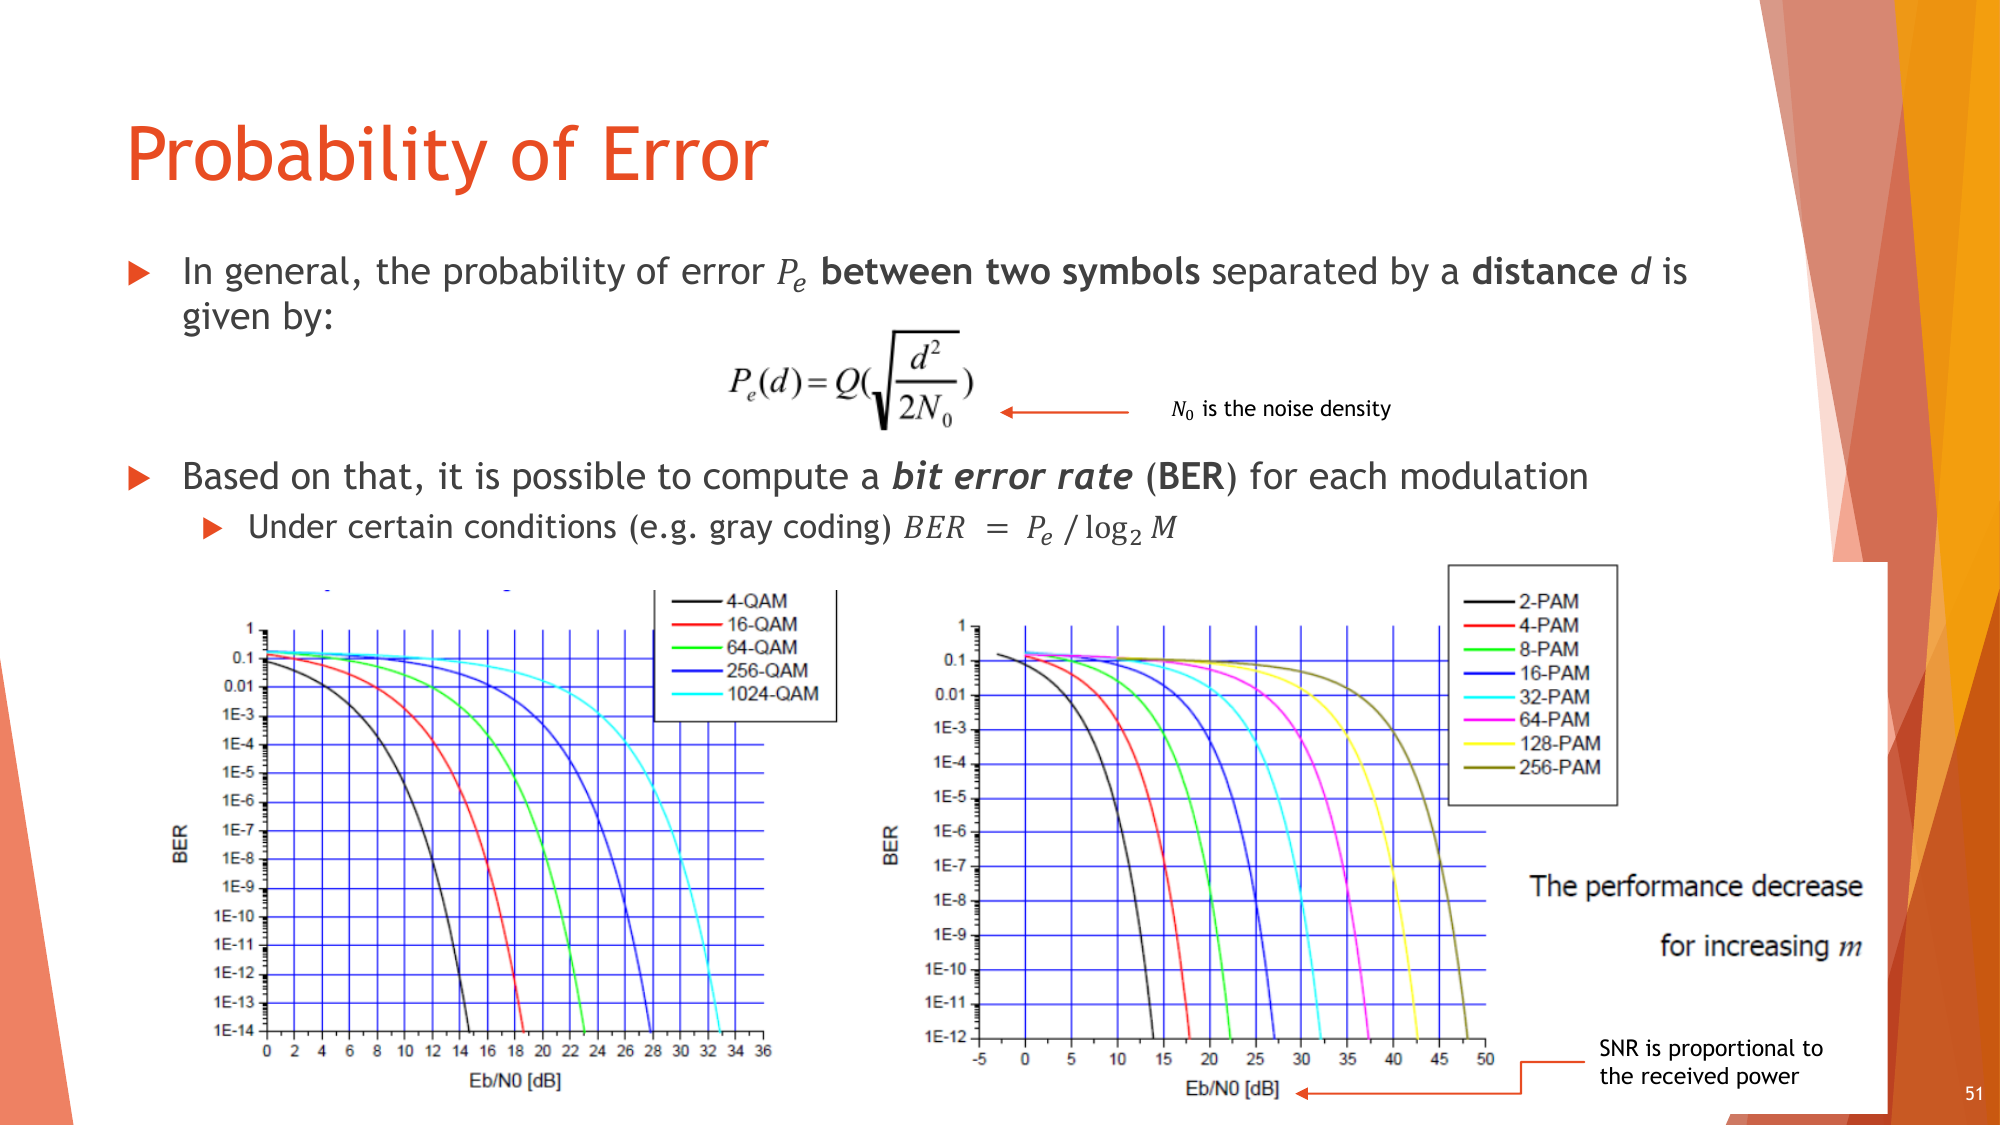 Probability of Error
In general, the probability of error Pₑ between two symbols separated by a distance d is
given by:
Pₑ(d) = Q(√(d²/2N₀))
N₀ is the noise density
Based on that, it is possible to compute a bit error rate (BER) for each modulation
Under certain conditions (e.g. gray coding) BER = Pₑ / log₂ M
4-QAM
16-QAM
64-QAM
256-QAM
1024-QAM
1
0.1
0.01
1E-3
1E-4
1E-5
1E-6
1E-7
1E-8
1E-9
1E-10
1E-11
1E-12
1E-13
1E-14
BER
0 2 4 6 8 10 12 14 16 18 20 22 24 26 28 30 32 34 36
Eb/N0 [dB]
2-PAM
4-PAM
8-PAM
16-PAM
32-PAM
64-PAM
128-PAM
256-PAM
1
0.1
0.01
1E-3
1E-4
1E-5
1E-6
1E-7
1E-8
1E-9
1E-10
1E-11
1E-12
BER
-5 0 5 10 15 20 25 30 35 40 45 50
Eb/N0 [dB]
The performance decrease
for increasing m
SNR is proportional to
the received power
51